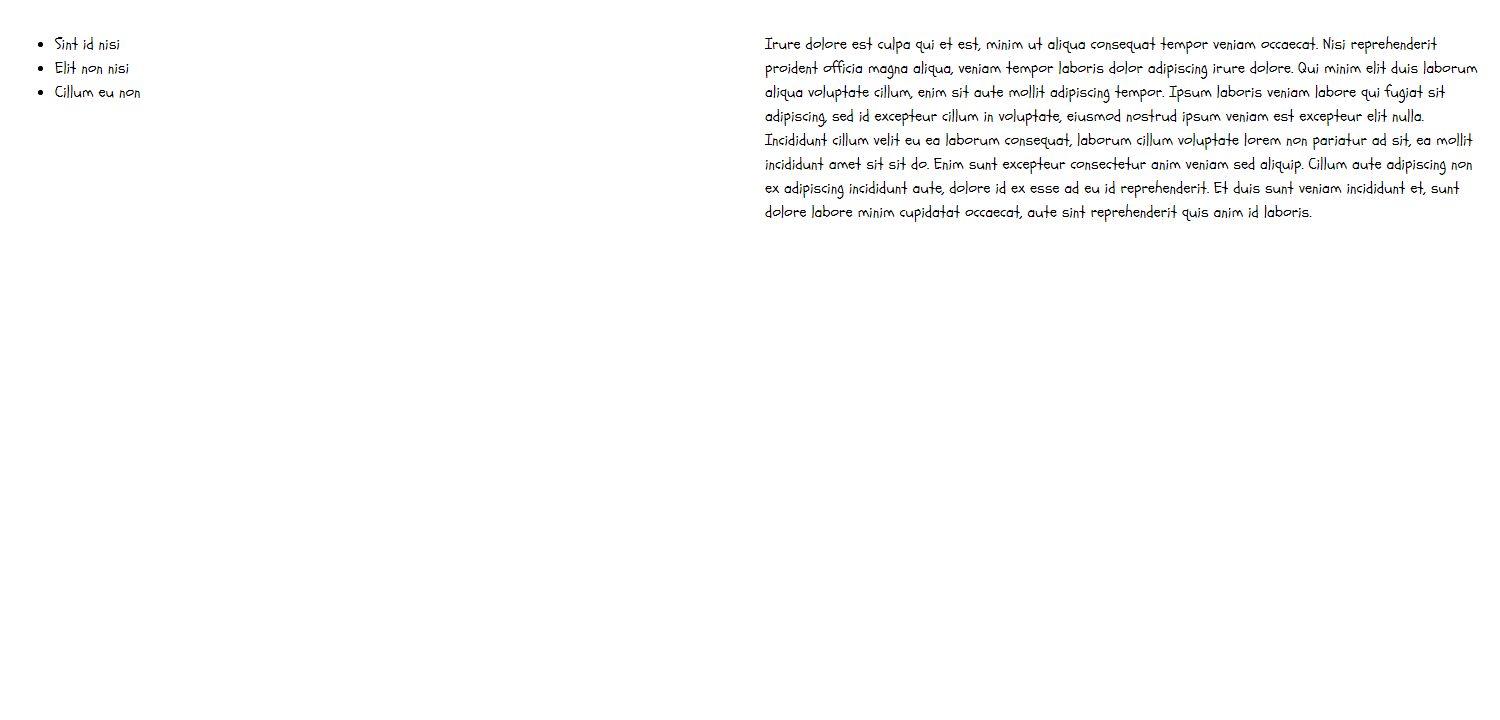 Sint id nisi
Elit non nisi
Cillum eu non
Irure dolore est culpa qui et est, minim ut aliqua consequat tempor veniam occaecat. Nisi reprehenderit
proident officia magna aliqua, veniam tempor laboris dolor adipiscing irure dolore. Qui minim elit duis laborum
aliqua voluptate cillum, enim sit aute mollit adipiscing tempor. Ipsum laboris veniam labore qui fugiat sit
adipiscing, sed id excepteur cillum in voluptate, eiusmod nostrud ipsum veniam est excepteur elit nulla.
Incididunt cillum velit eu ea laborum consequat, laborum cillum voluptate lorem non pariatur ad sit, ea mollit
incididunt amet sit sit do. Enim sunt excepteur consectetur anim veniam sed aliquip. Cillum aute adipiscing non
ex adipiscing incididunt aute, dolore id ex esse ad eu id reprehenderit. Et duis sunt veniam incididunt et, sunt
dolore labore minim cupidatat occaecat, aute sint reprehenderit quis anim id laboris.